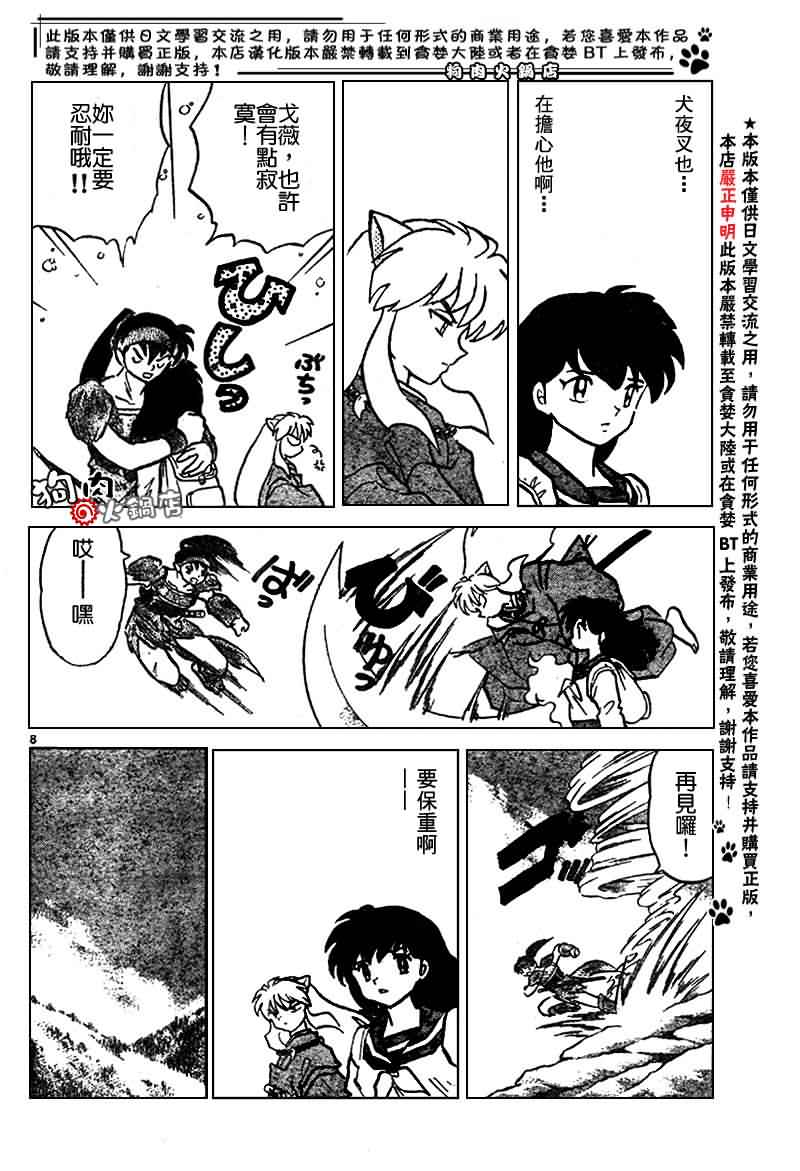 此版本僅供日文學習交流之用，請勿用于任何形式的商業用途，若您喜愛本作品
請支持并購買正版，本店漢化版本嚴禁轉載到貪婪大陸或者在貪婪 BT 上發布，
敬請理解，謝謝支持！
狗肉火鍋店
★本版本僅供日文學習交流之用，請勿用于任何形式的商業用途，若您喜愛本作品請支持并購買正版，
本店嚴正申明此版本嚴禁轉載至貪婪大陸或在貪婪 BT 上發布，敬請理解，謝謝支持！
犬夜叉也…
在擔心他啊…
戈薇，也許
會有點寂
寞！
妳一定要
忍耐哦!!
ひしっ
ぷちっ
狗肉
火鍋店
びゅっ
ばっ
哎—嘿
8
再見囉！
ゴ
要保重啊
——